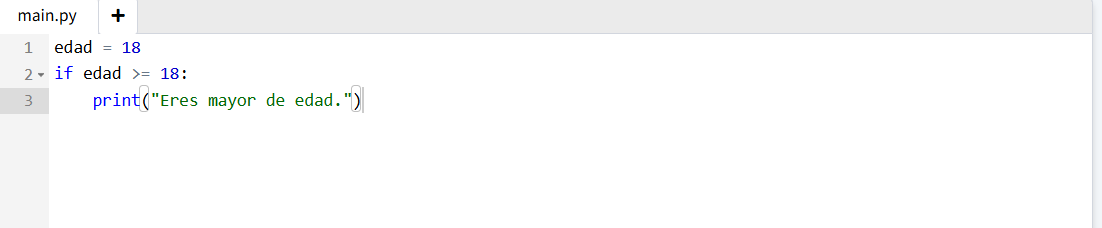 main.py +
1 edad = 18
2 if edad >= 18:
3     print("Eres mayor de edad.")